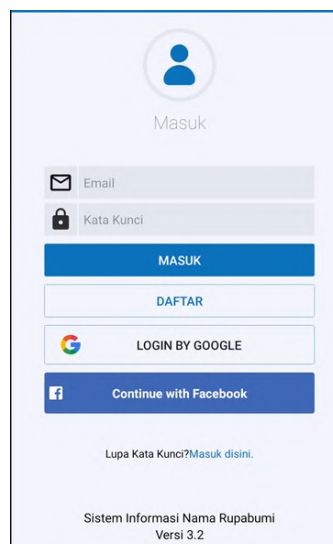 Masuk
Email
Kata Kunci
MASUK
DAFTAR
LOGIN BY GOOGLE
Continue with Facebook
Lupa Kata Kunci?Masuk disini.
Sistem Informasi Nama Rupabumi
Versi 3.2